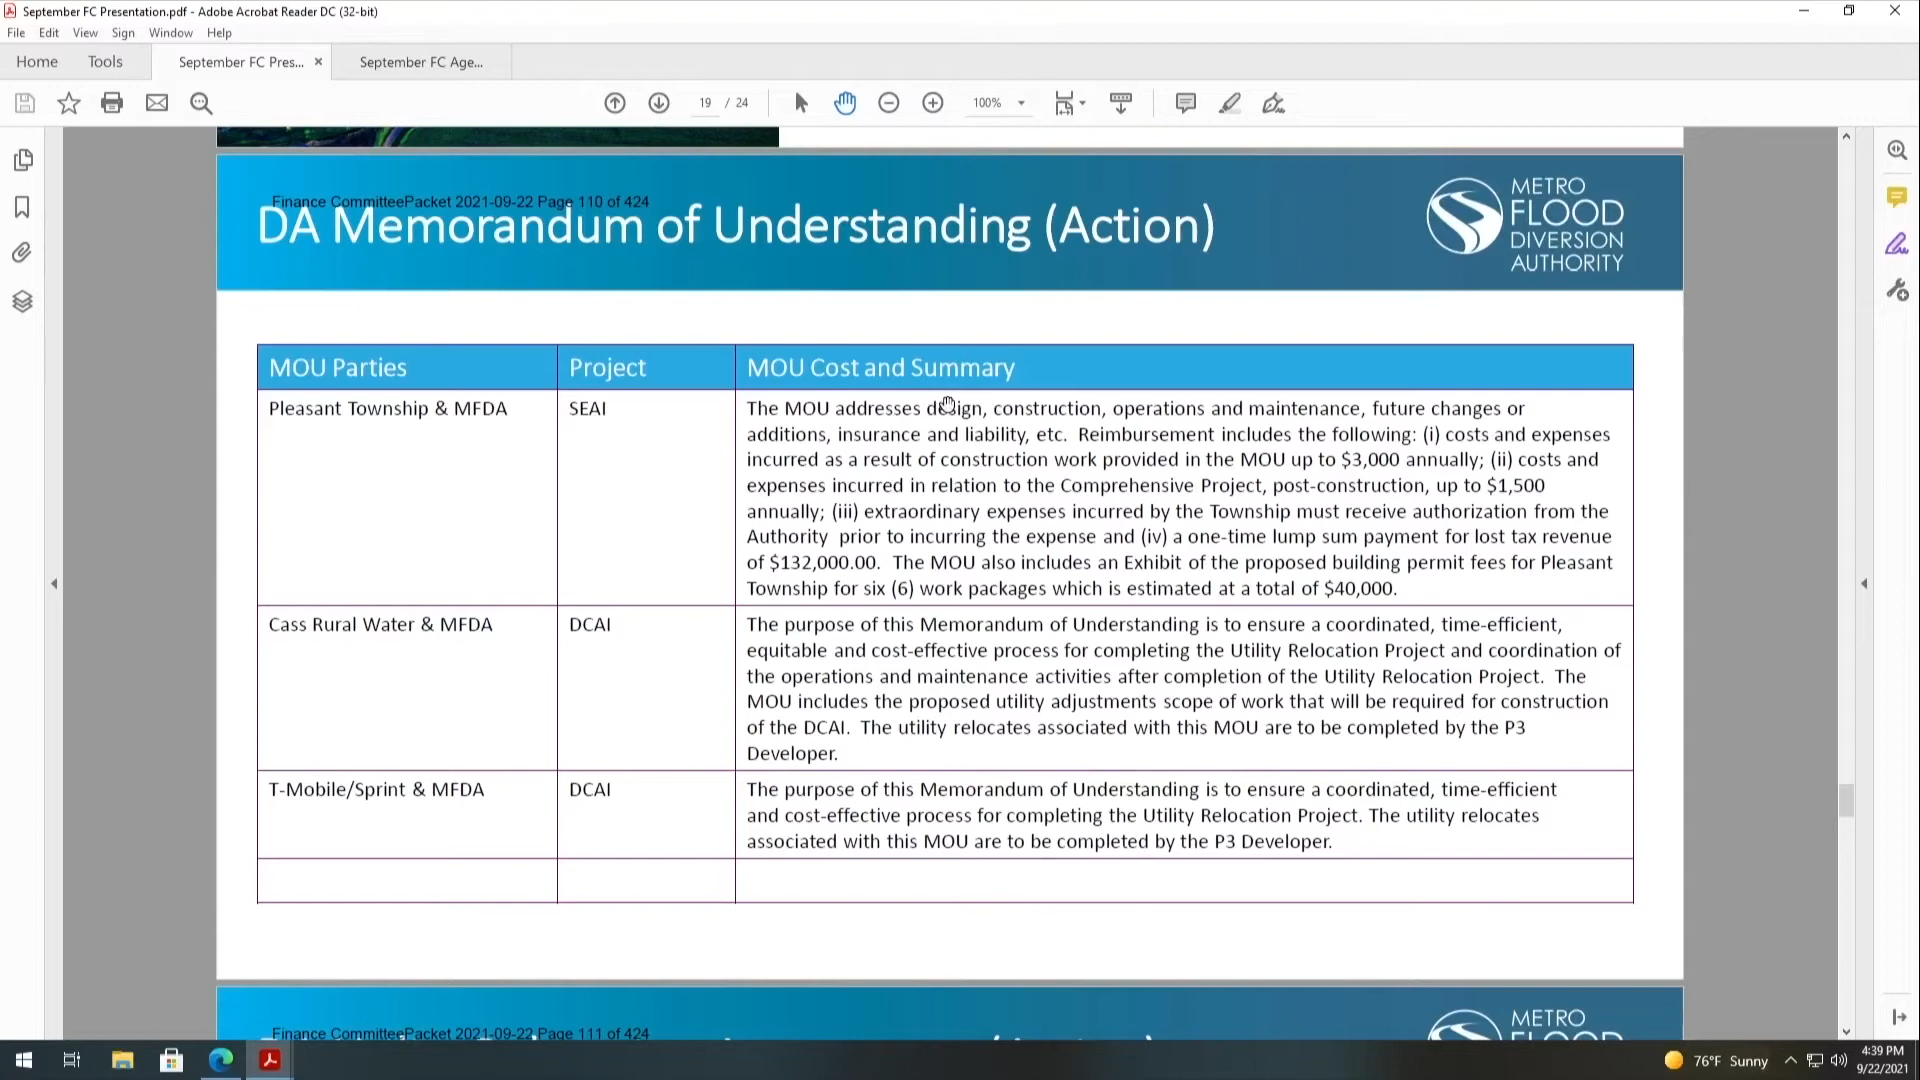 September FC Presentation.pdf - Adobe Acrobat Reader DC (32-bit)
File Edit View Sign Window Help
Home Tools September FC Pres... × September FC Age...
19 / 24 100%
Finance CommitteePacket 2021-09-22 Page 110 of 424
DA Memorandum of Understanding (Action)
METRO
FLOOD
DIVERSION
AUTHORITY
MOU Parties Project MOU Cost and Summary
Pleasant Township & MFDA SEAI The MOU addresses design, construction, operations and maintenance, future changes or
additions, insurance and liability, etc. Reimbursement includes the following: (i) costs and expenses
incurred as a result of construction work provided in the MOU up to $3,000 annually; (ii) costs and
expenses incurred in relation to the Comprehensive Project, post-construction, up to $1,500
annually; (iii) extraordinary expenses incurred by the Township must receive authorization from the
Authority prior to incurring the expense and (iv) a one-time lump sum payment for lost tax revenue
of $132,000.00. The MOU also includes an Exhibit of the proposed building permit fees for Pleasant
Township for six (6) work packages which is estimated at a total of $40,000.
Cass Rural Water & MFDA DCAI The purpose of this Memorandum of Understanding is to ensure a coordinated, time-efficient,
equitable and cost-effective process for completing the Utility Relocation Project and coordination of
the operations and maintenance activities after completion of the Utility Relocation Project. The
MOU includes the proposed utility adjustments scope of work that will be required for construction
of the DCAI. The utility relocates associated with this MOU are to be completed by the P3
Developer.
T-Mobile/Sprint & MFDA DCAI The purpose of this Memorandum of Understanding is to ensure a coordinated, time-efficient
and cost-effective process for completing the Utility Relocation Project. The utility relocates
associated with this MOU are to be completed by the P3 Developer.
Finance CommitteePacket 2021-09-22 Page 111 of 424
METRO
FLOOD
76°F Sunny
4:39 PM
9/22/2021